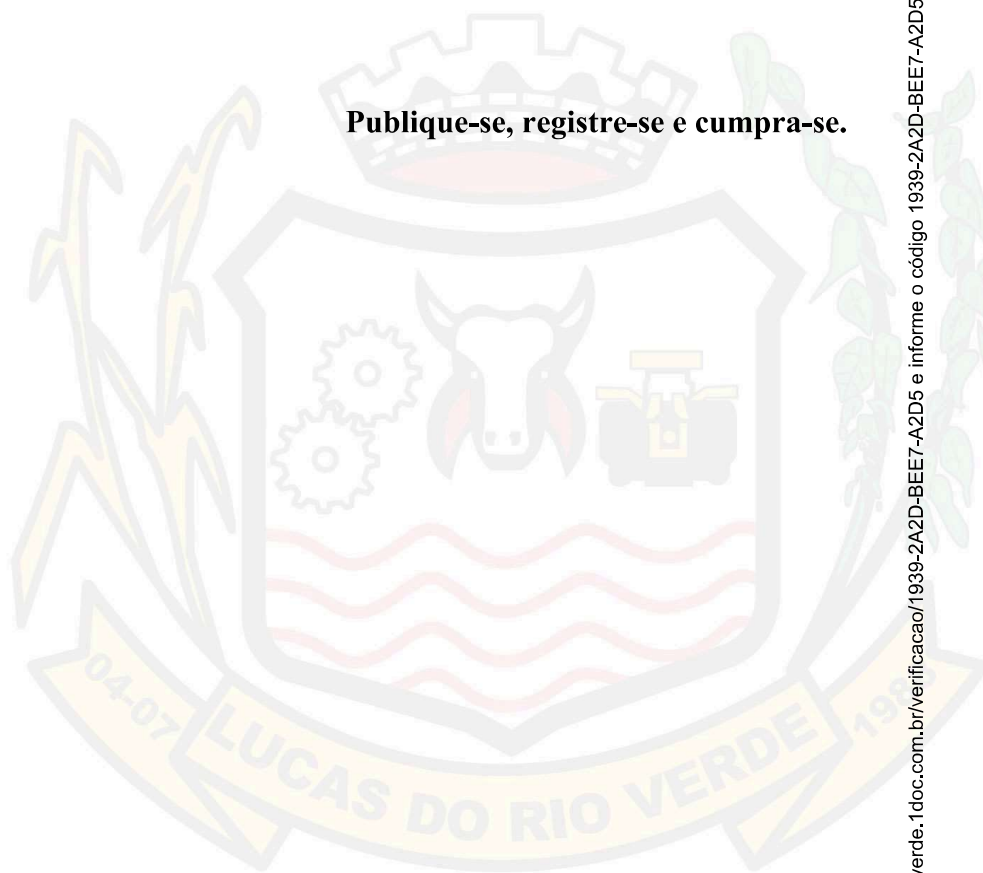 Publique-se, registre-se e cumpra-se.
04-07
LUCAS DO RIO VERDE
verde.1doc.com.br/verificacao/1939-2A2D-BEE7-A2D5 e informe o código 1939-2A2D-BEE7-A2D5